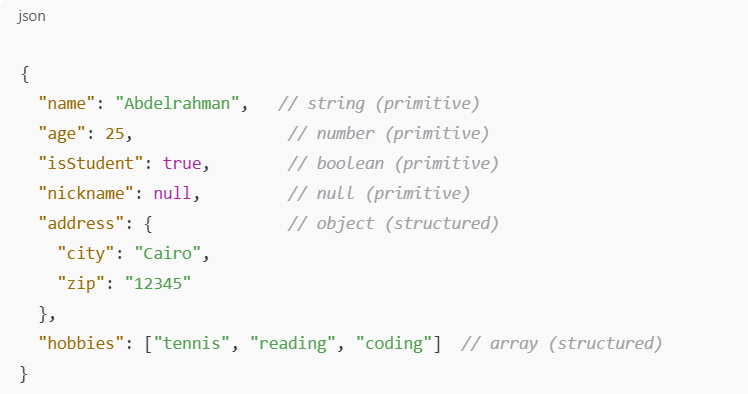 json
{
"name": "Abdelrahman", // string (primitive)
"age": 25, // number (primitive)
"isStudent": true, // boolean (primitive)
"nickname": null, // null (primitive)
"address": { // object (structured)
"city": "Cairo",
"zip": "12345"
},
"hobbies": ["tennis", "reading", "coding"] // array (structured)
}